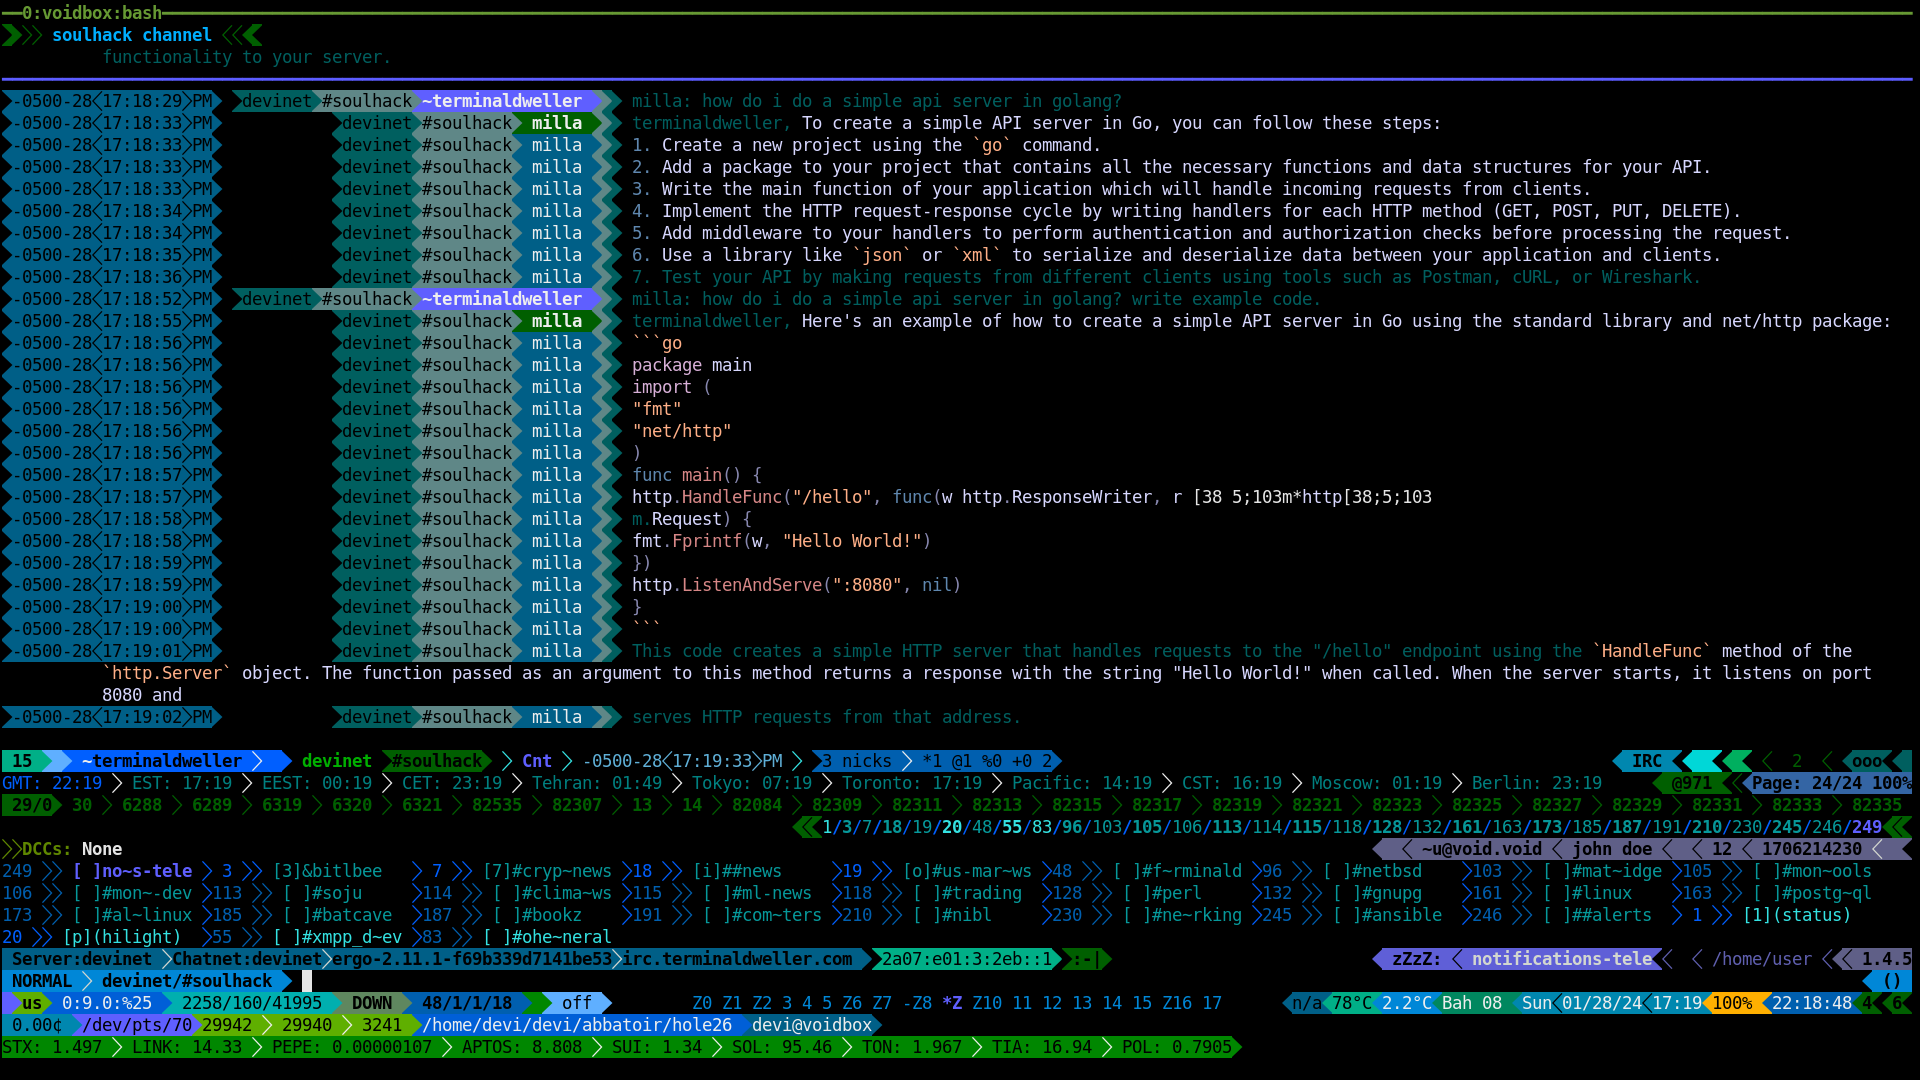 0:voidbox:bash
soulhack channel
functionality to your server.
-0500-28 17:18:29 PM devinet #soulhack ~terminaldweller milla: how do i do a simple api server in golang?
-0500-28 17:18:33 PM devinet #soulhack milla terminaldweller, To create a simple API server in Go, you can follow these steps:
-0500-28 17:18:33 PM devinet #soulhack milla 1. Create a new project using the `go` command.
-0500-28 17:18:33 PM devinet #soulhack milla 2. Add a package to your project that contains all the necessary functions and data structures for your API.
-0500-28 17:18:33 PM devinet #soulhack milla 3. Write the main function of your application which will handle incoming requests from clients.
-0500-28 17:18:34 PM devinet #soulhack milla 4. Implement the HTTP request-response cycle by writing handlers for each HTTP method (GET, POST, PUT, DELETE).
-0500-28 17:18:34 PM devinet #soulhack milla 5. Add middleware to your handlers to perform authentication and authorization checks before processing the request.
-0500-28 17:18:35 PM devinet #soulhack milla 6. Use a library like `json` or `xml` to serialize and deserialize data between your application and clients.
-0500-28 17:18:36 PM devinet #soulhack milla 7. Test your API by making requests from different clients using tools such as Postman, cURL, or Wireshark.
-0500-28 17:18:52 PM devinet #soulhack ~terminaldweller milla: how do i do a simple api server in golang? write example code.
-0500-28 17:18:55 PM devinet #soulhack milla terminaldweller, Here's an example of how to create a simple API server in Go using the standard library and net/http package:
-0500-28 17:18:56 PM devinet #soulhack milla ```go
-0500-28 17:18:56 PM devinet #soulhack milla package main
-0500-28 17:18:56 PM devinet #soulhack milla import (
-0500-28 17:18:56 PM devinet #soulhack milla "fmt"
-0500-28 17:18:56 PM devinet #soulhack milla "net/http"
-0500-28 17:18:56 PM devinet #soulhack milla )
-0500-28 17:18:57 PM devinet #soulhack milla func main() {
-0500-28 17:18:57 PM devinet #soulhack milla http.HandleFunc("/hello", func(w http.ResponseWriter, r [38 5;103m*http[38;5;103
-0500-28 17:18:58 PM devinet #soulhack milla m.Request) {
-0500-28 17:18:58 PM devinet #soulhack milla fmt.Fprintf(w, "Hello World!")
-0500-28 17:18:59 PM devinet #soulhack milla })
-0500-28 17:18:59 PM devinet #soulhack milla http.ListenAndServe(":8080", nil)
-0500-28 17:19:00 PM devinet #soulhack milla }
-0500-28 17:19:00 PM devinet #soulhack milla ```
-0500-28 17:19:01 PM devinet #soulhack milla This code creates a simple HTTP server that handles requests to the "/hello" endpoint using the `HandleFunc` method of the
`http.Server` object. The function passed as an argument to this method returns a response with the string "Hello World!" when called. When the server starts, it listens on port
8080 and
-0500-28 17:19:02 PM devinet #soulhack milla serves HTTP requests from that address.
15 ~terminaldweller devinet #soulhack Cnt -0500-28 17:19:33 PM 3 nicks *1 @1 %0 +0 2 IRC 2 ooo
GMT: 22:19 EST: 17:19 EEST: 00:19 CET: 23:19 Tehran: 01:49 Tokyo: 07:19 Toronto: 17:19 Pacific: 14:19 CST: 16:19 Moscow: 01:19 Berlin: 23:19 @971 Page: 24/24 100%
29/0 30 6288 6289 6319 6320 6321 82535 82307 13 14 82084 82309 82311 82313 82315 82317 82319 82321 82323 82325 82327 82329 82331 82333 82335
1/3/7/18/19/20/48/55/83/96/103/105/106/113/114/115/118/128/132/161/163/173/185/187/191/210/230/245/246/249
DCCs: None ~u@void.void john doe 12 1706214230
249 [ ]no~s-tele 3 [3]&bitlbee 7 [7]#cryp~news 18 [i]##news 19 [o]#us-mar~ws 48 [ ]#f~rminald 96 [ ]#netbsd 103 [ ]#mat~idge 105 [ ]#mon~ools
106 [ ]#mon~-dev 113 [ ]#soju 114 [ ]#clima~ws 115 [ ]#ml-news 118 [ ]#trading 128 [ ]#perl 132 [ ]#gnupg 161 [ ]#linux 163 [ ]#postg~ql
173 [ ]#al~linux 185 [ ]#batcave 187 [ ]#bookz 191 [ ]#com~ters 210 [ ]#nibl 230 [ ]#ne~rking 245 [ ]#ansible 246 [ ]##alerts 1 [1](status)
20 [p](hilight) 55 [ ]#xmpp_d~ev 83 [ ]#ohe~neral
Server:devinet Chatnet:devinet ergo-2.11.1-f69b339d7141be53 irc.terminaldweller.com 2a07:e01:3:2eb::1 :-| zZzZ: notifications-tele /home/user 1.4.5
NORMAL devinet/#soulhack ()
us 0:9.0:%25 2258/160/41995 DOWN 48/1/1/18 off Z0 Z1 Z2 3 4 5 Z6 Z7 -Z8 *Z Z10 11 12 13 14 15 Z16 17 n/a 78°C 2.2°C Bah 08 Sun 01/28/24 17:19 100% 22:18:48 4 6
0.00¢ /dev/pts/70 29942 29940 3241 /home/devi/devi/abbatoir/hole26 devi@voidbox
STX: 1.497 LINK: 14.33 PEPE: 0.00000107 APTOS: 8.808 SUI: 1.34 SOL: 95.46 TON: 1.967 TIA: 16.94 POL: 0.7905